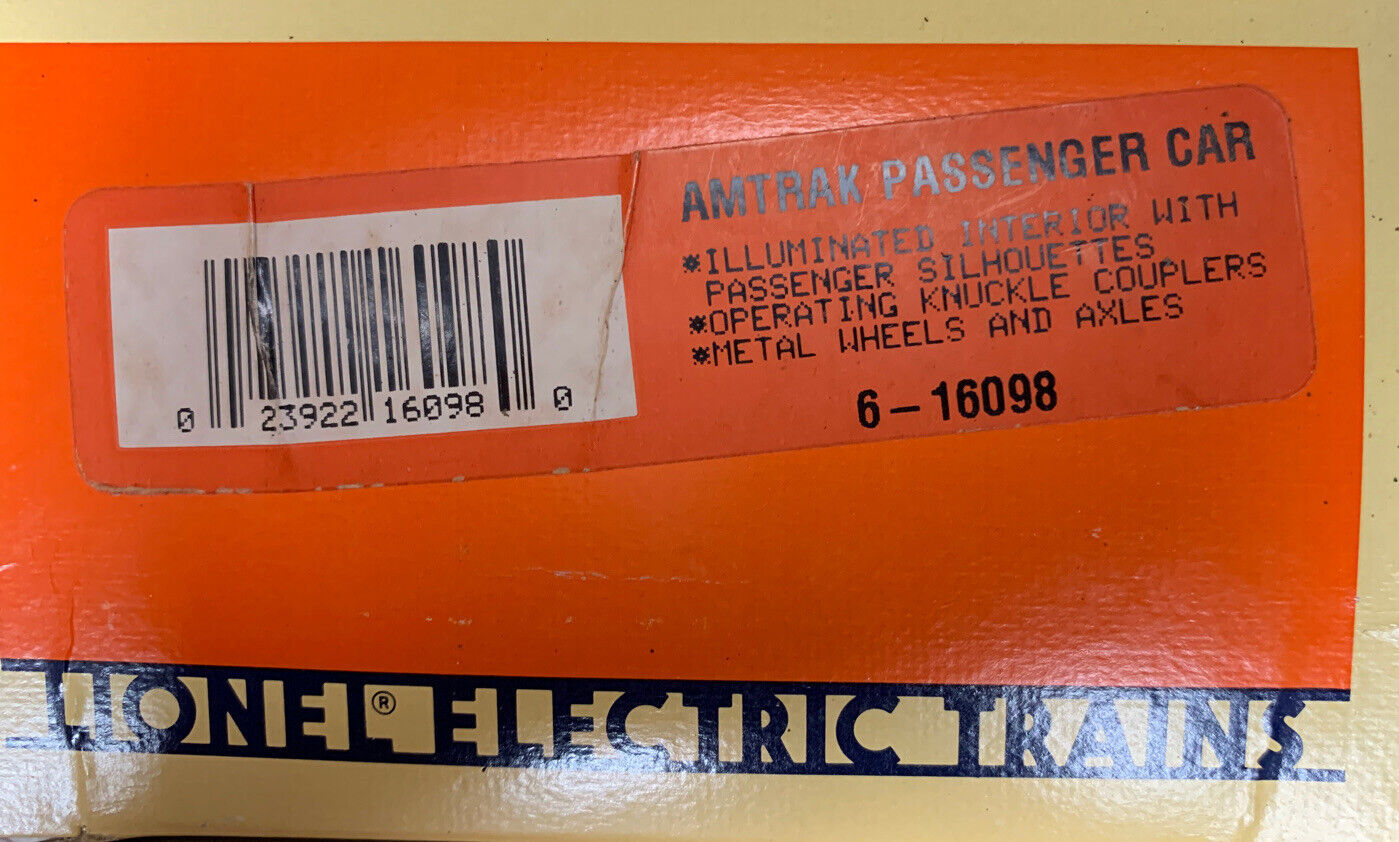 AMTRAK PASSENGER CAR
*ILLUMINATED INTERIOR WITH
PASSENGER SILHOUETTES
*OPERATING KNUCKLE COUPLERS
*METAL WHEELS AND AXLES
6-16098
0 23922 16098 0
LIONEL® ELECTRIC TRAINS